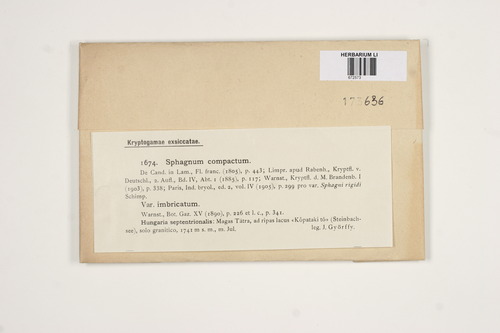 HERBARIUM LI
Kryptogamae exsiccatae.
1674. Sphagnum compactum.
De Cand. in Lam., Fl. franc. (1805), p. 443; Limpr. apud Rabenh., Kryptfl. v.
Deutschl., 2. Aufl., Bd. IV, Abt. 1 (1885), p. 117; Warnst., Kryptfl. d. M. Brandenb. I
(1903), p. 338; Paris, Ind. bryol., ed. 2, vol. IV (1905), p. 299 pro var. Sphagni rigidi
Schimp.
Var. imbricatum.
Warnst., Bot. Gaz. XV (1890), p. 226 et l. c., p. 341.
Hungaria septentrionalis: Magas Tátra, ad ripas lacus «Kőpataki tó» (Steinbach-
see), solo granitico, 1741 m s. m., m. Jul.
leg. J. Györffy.